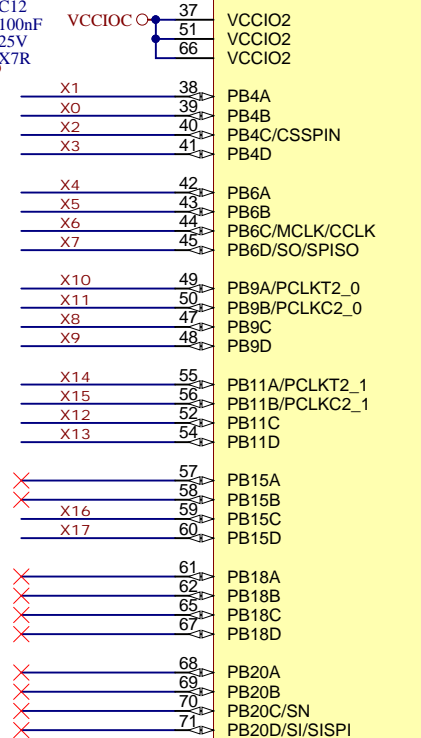 C12
100nF
25V
X7R
VCCIOC
37 VCCIO2
51 VCCIO2
66 VCCIO2
X1 38 PB4A
X0 39 PB4B
X2 40 PB4C/CSSPIN
X3 41 PB4D
X4 42 PB6A
X5 43 PB6B
X6 44 PB6C/MCLK/CCLK
X7 45 PB6D/SO/SPISO
X10 49 PB9A/PCLKT2_0
X11 50 PB9B/PCLKC2_0
X8 47 PB9C
X9 48 PB9D
X14 55 PB11A/PCLKT2_1
X15 56 PB11B/PCLKC2_1
X12 52 PB11C
X13 54 PB11D
57 PB15A
58 PB15B
X16 59 PB15C
X17 60 PB15D
61 PB18A
62 PB18B
65 PB18C
67 PB18D
68 PB20A
69 PB20B
70 PB20C/SN
71 PB20D/SI/SISPI